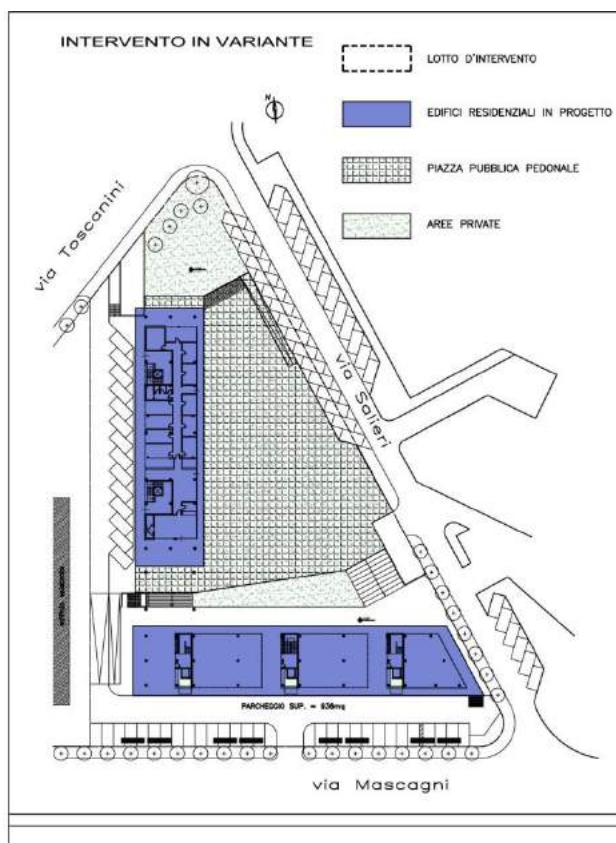 INTERVENTO IN VARIANTE
LOTTO D'INTERVENTO
EDIFICI RESIDENZIALI IN PROGETTO
PIAZZA PUBBLICA PEDONALE
AREE PRIVATE
N
via Toscanini
via Salieri
PARCHEGGIO SUP. = 936mq
via Mascagni